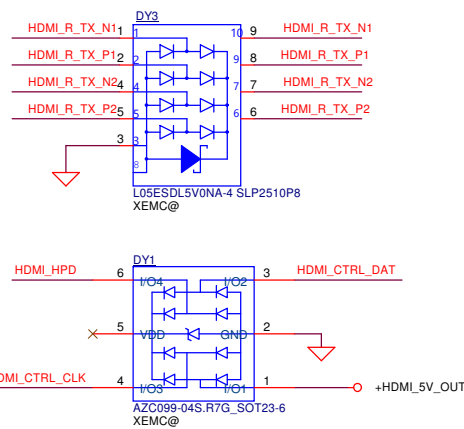 DY3
HDMI_R_TX_N1 1 1 10 9 HDMI_R_TX_N1
HDMI_R_TX_P1 2 2 9 8 HDMI_R_TX_P1
HDMI_R_TX_N2 4 4 7 7 HDMI_R_TX_N2
HDMI_R_TX_P2 5 5 6 6 HDMI_R_TX_P2
3 3
8
L05ESDL5V0NA-4 SLP2510P8
XEMC@
DY1
HDMI_HPD 6 I/O4 I/O2 3 HDMI_CTRL_DAT
5 VDD GND 2
DMI_CTRL_CLK 4 I/O3 I/O1 1 +HDMI_5V_OUT
AZC099-04S.R7G_SOT23-6
XEMC@